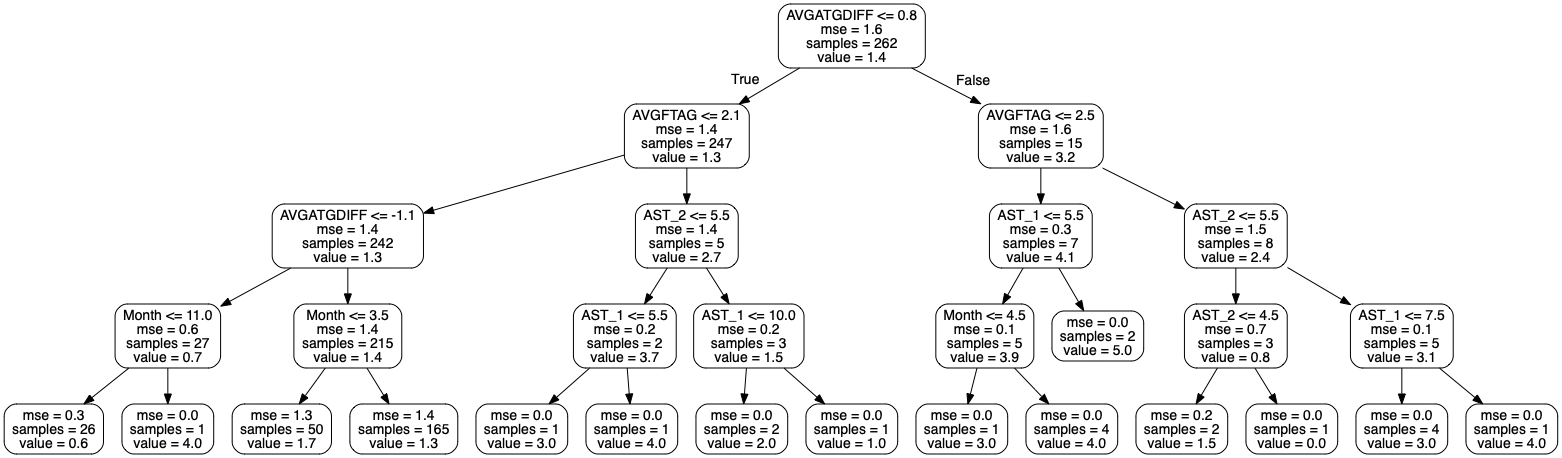 AVGATGDIFF <= 0.8
mse = 1.6
samples = 262
value = 1.4
True
False
AVGFTAG <= 2.1
mse = 1.4
samples = 247
value = 1.3
AVGFTAG <= 2.5
mse = 1.6
samples = 15
value = 3.2
AVGATGDIFF <= -1.1
mse = 1.4
samples = 242
value = 1.3
AST_2 <= 5.5
mse = 1.4
samples = 5
value = 2.7
AST_1 <= 5.5
mse = 0.3
samples = 7
value = 4.1
AST_2 <= 5.5
mse = 1.5
samples = 8
value = 2.4
Month <= 11.0
mse = 0.6
samples = 27
value = 0.7
Month <= 3.5
mse = 1.4
samples = 215
value = 1.4
AST_1 <= 5.5
mse = 0.2
samples = 2
value = 3.7
AST_1 <= 10.0
mse = 0.2
samples = 3
value = 1.5
Month <= 4.5
mse = 0.1
samples = 5
value = 3.9
mse = 0.0
samples = 2
value = 5.0
AST_2 <= 4.5
mse = 0.7
samples = 3
value = 0.8
AST_1 <= 7.5
mse = 0.1
samples = 5
value = 3.1
mse = 0.3
samples = 26
value = 0.6
mse = 0.0
samples = 1
value = 4.0
mse = 1.3
samples = 50
value = 1.7
mse = 1.4
samples = 165
value = 1.3
mse = 0.0
samples = 1
value = 3.0
mse = 0.0
samples = 1
value = 4.0
mse = 0.0
samples = 2
value = 2.0
mse = 0.0
samples = 1
value = 1.0
mse = 0.0
samples = 1
value = 3.0
mse = 0.0
samples = 4
value = 4.0
mse = 0.2
samples = 2
value = 1.5
mse = 0.0
samples = 1
value = 0.0
mse = 0.0
samples = 4
value = 3.0
mse = 0.0
samples = 1
value = 4.0